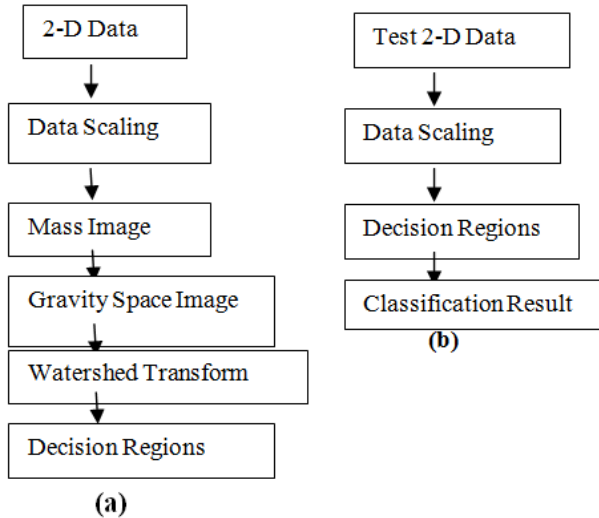 2-D Data
Data Scaling
Mass Image
Gravity Space Image
Watershed Transform
Decision Regions
(a)
Test 2-D Data
Data Scaling
Decision Regions
Classification Result
(b)